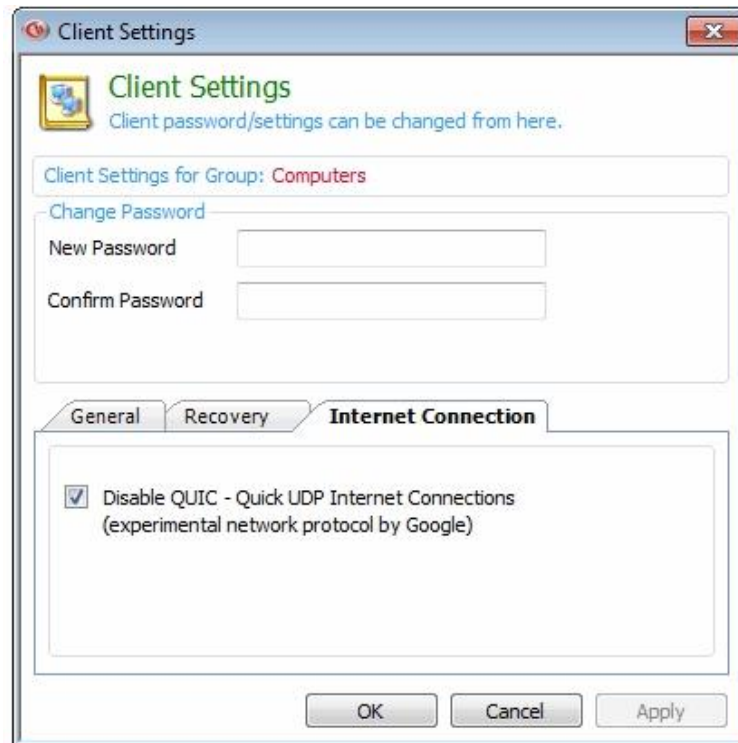 Client Settings
Client Settings
Client password/settings can be changed from here.
Client Settings for Group: Computers
Change Password
New Password
Confirm Password
General Recovery Internet Connection
Disable QUIC - Quick UDP Internet Connections
(experimental network protocol by Google)
OK Cancel Apply